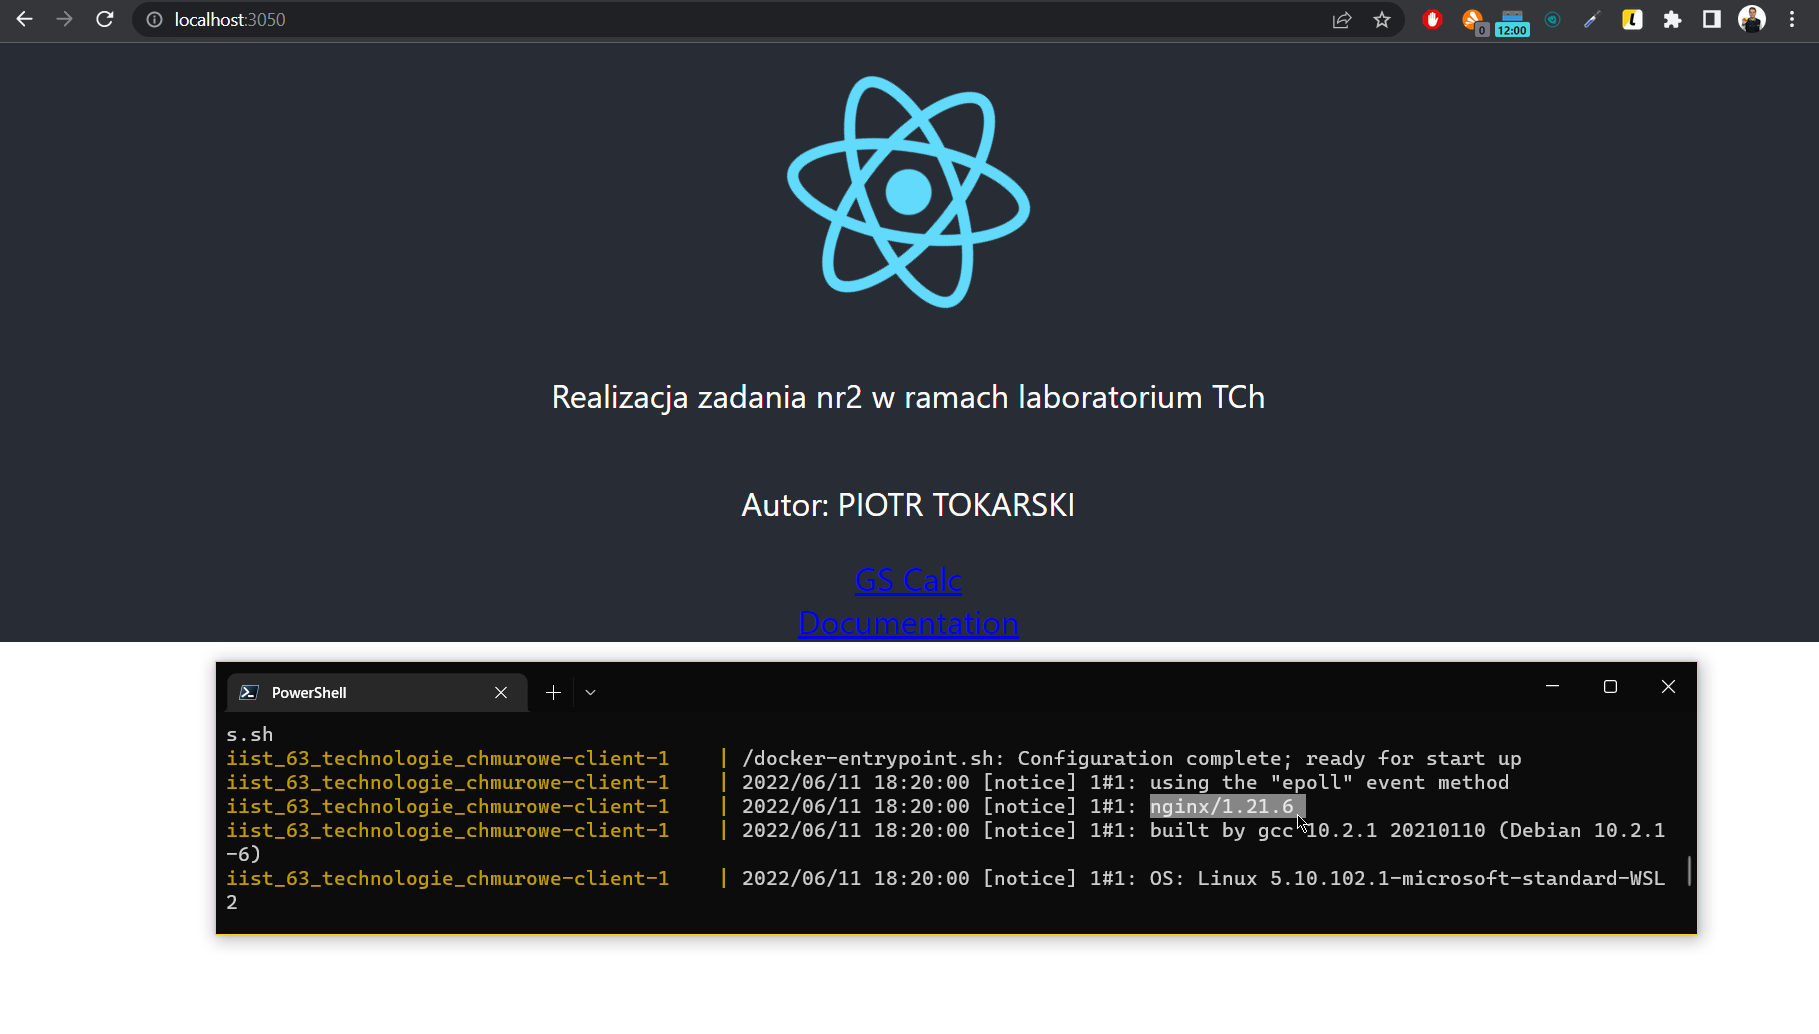 localhost:3050
0
12:00
L
Realizacja zadania nr2 w ramach laboratorium TCh
Autor: PIOTR TOKARSKI
GS Calc
Documentation
PowerShell
s.sh
iist_63_technologie_chmurowe-client-1 | /docker-entrypoint.sh: Configuration complete; ready for start up
iist_63_technologie_chmurowe-client-1 | 2022/06/11 18:20:00 [notice] 1#1: using the "epoll" event method
iist_63_technologie_chmurowe-client-1 | 2022/06/11 18:20:00 [notice] 1#1: nginx/1.21.6
iist_63_technologie_chmurowe-client-1 | 2022/06/11 18:20:00 [notice] 1#1: built by gcc 10.2.1 20210110 (Debian 10.2.1
-6)
iist_63_technologie_chmurowe-client-1 | 2022/06/11 18:20:00 [notice] 1#1: OS: Linux 5.10.102.1-microsoft-standard-WSL
2